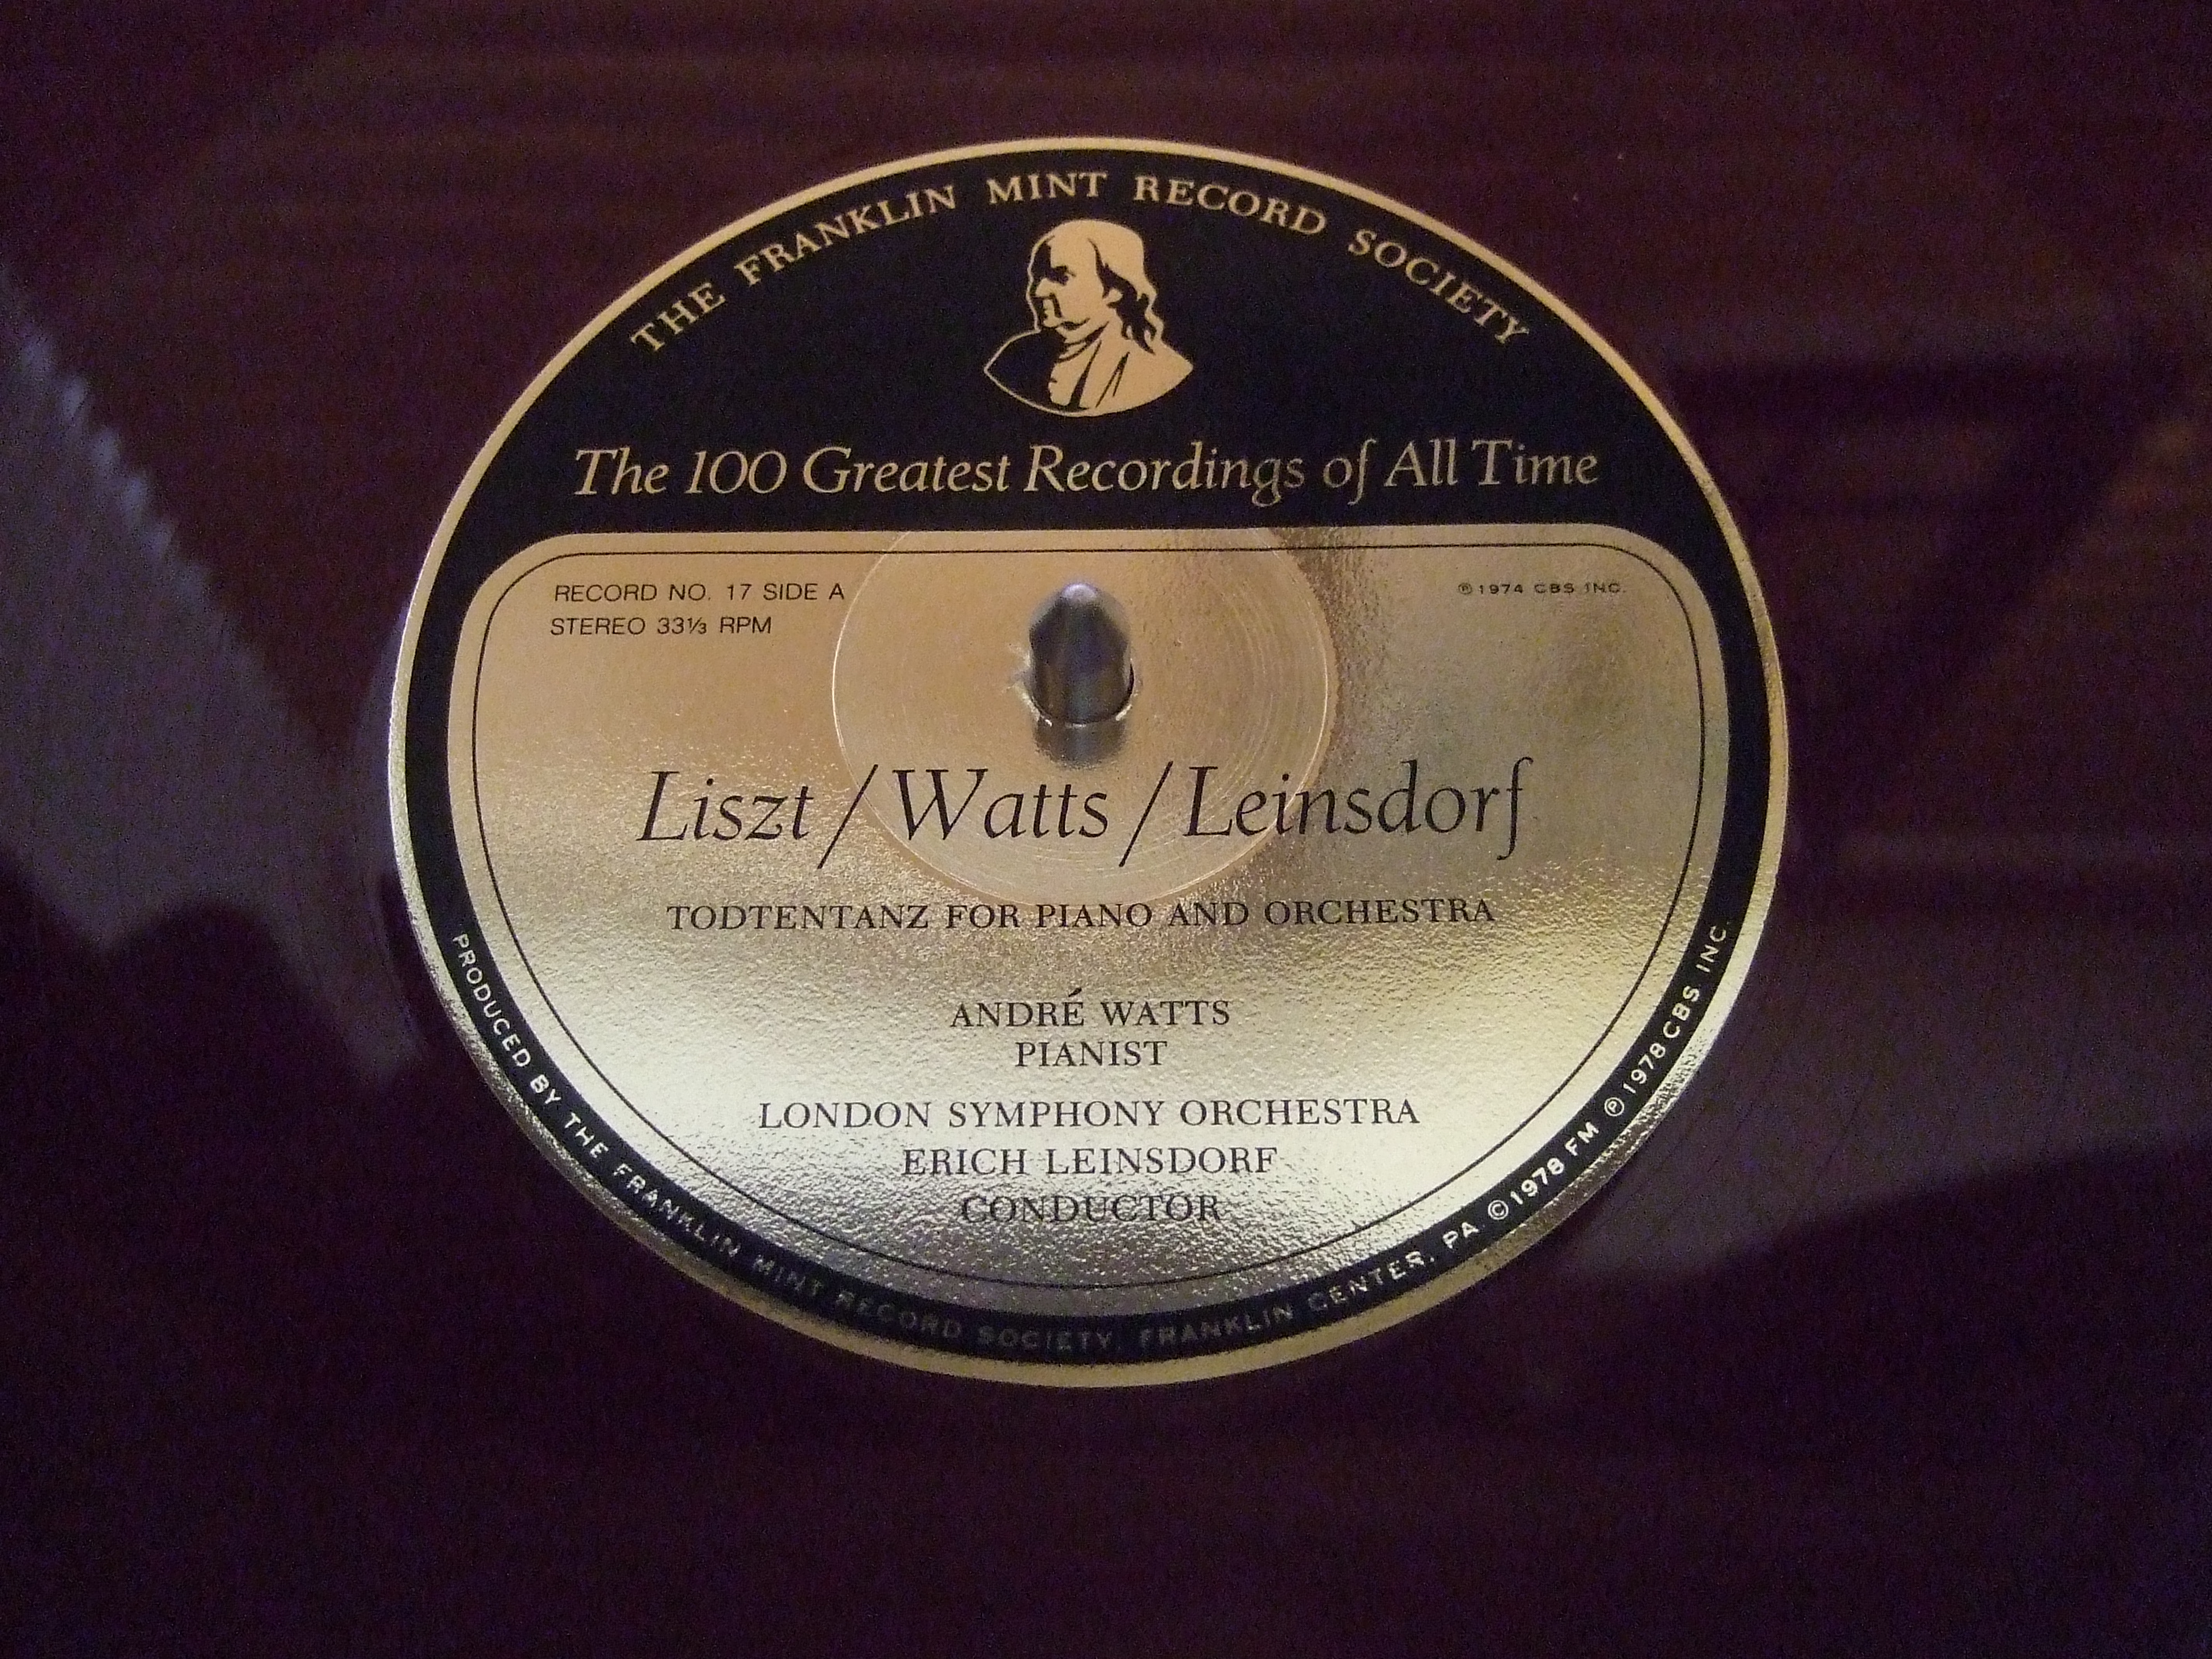 THE FRANKLIN MINT RECORD SOCIETY
The 100 Greatest Recordings of All Time
RECORD NO. 17 SIDE A
STEREO 33⅓ RPM
℗ 1974 CBS INC.
Liszt / Watts / Leinsdorf
TODTENTANZ FOR PIANO AND ORCHESTRA
ANDRÉ WATTS
PIANIST
LONDON SYMPHONY ORCHESTRA
ERICH LEINSDORF
CONDUCTOR
PRODUCED BY THE FRANKLIN MINT RECORD SOCIETY, FRANKLIN CENTER, PA © 1978 FM ℗ 1978 CBS INC.